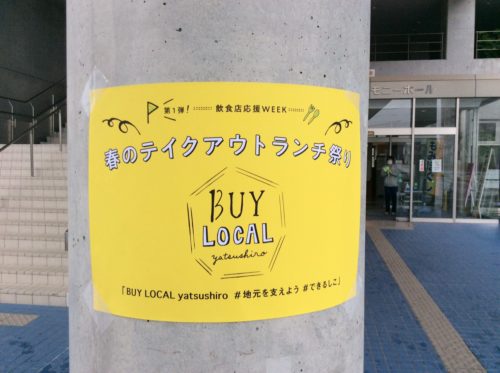 第1弾! 飲食店応援WEEK
春のテイクアウトランチ祭り
BUY
LOCAL
yatsushiro
「BUY LOCAL yatsushiro #地元を支えよう #できるしこ」
モニーホール